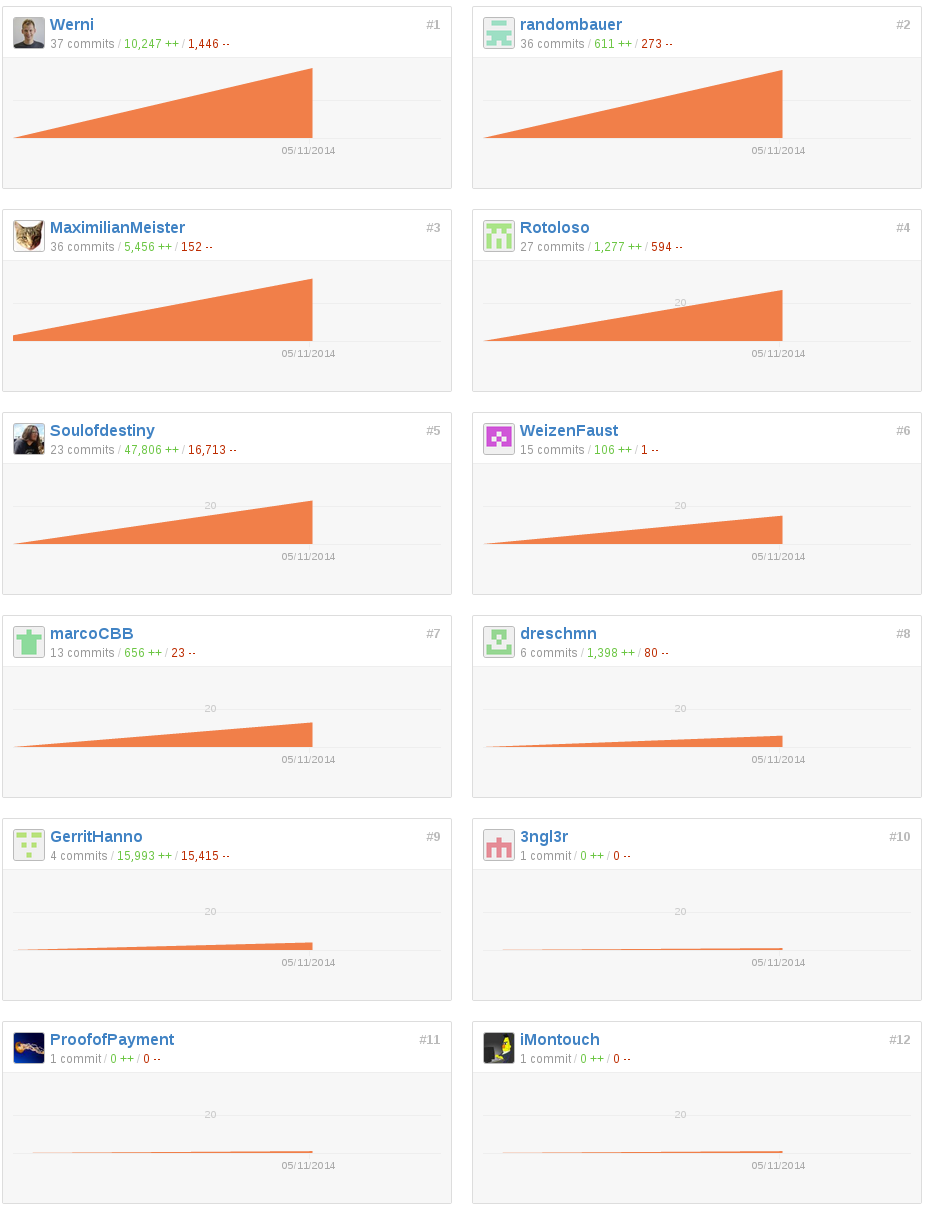 Werni #1
37 commits / 10,247 ++ / 1,446 --
05/11/2014
randombauer #2
36 commits / 611 ++ / 273 --
05/11/2014
MaximilianMeister #3
36 commits / 5,456 ++ / 152 --
05/11/2014
Rotoloso #4
27 commits / 1,277 ++ / 594 --
20
05/11/2014
Soulofdestiny #5
23 commits / 47,806 ++ / 16,713 --
20
05/11/2014
WeizenFaust #6
15 commits / 106 ++ / 1 --
20
05/11/2014
marcoCBB #7
13 commits / 656 ++ / 23 --
20
05/11/2014
dreschmn #8
6 commits / 1,398 ++ / 80 --
20
05/11/2014
GerritHanno #9
4 commits / 15,993 ++ / 15,415 --
20
05/11/2014
3ngl3r #10
1 commit / 0 ++ / 0 --
20
05/11/2014
ProofofPayment #11
1 commit / 0 ++ / 0 --
20
05/11/2014
iMontouch #12
1 commit / 0 ++ / 0 --
20
05/11/2014